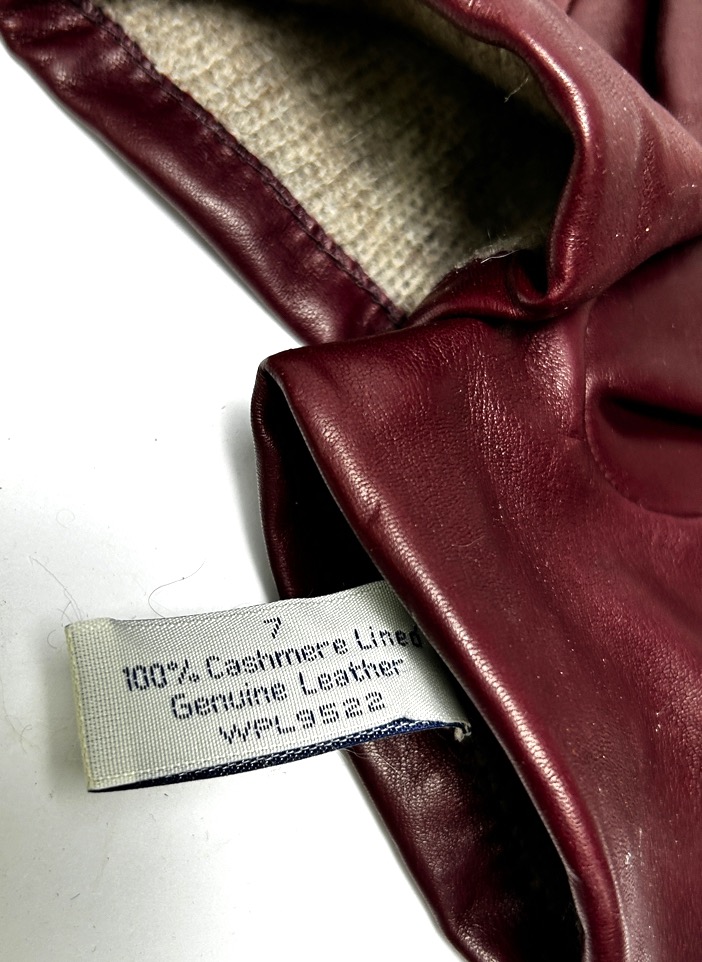 7
100% Cashmere Lined
Genuine Leather
WPL9522